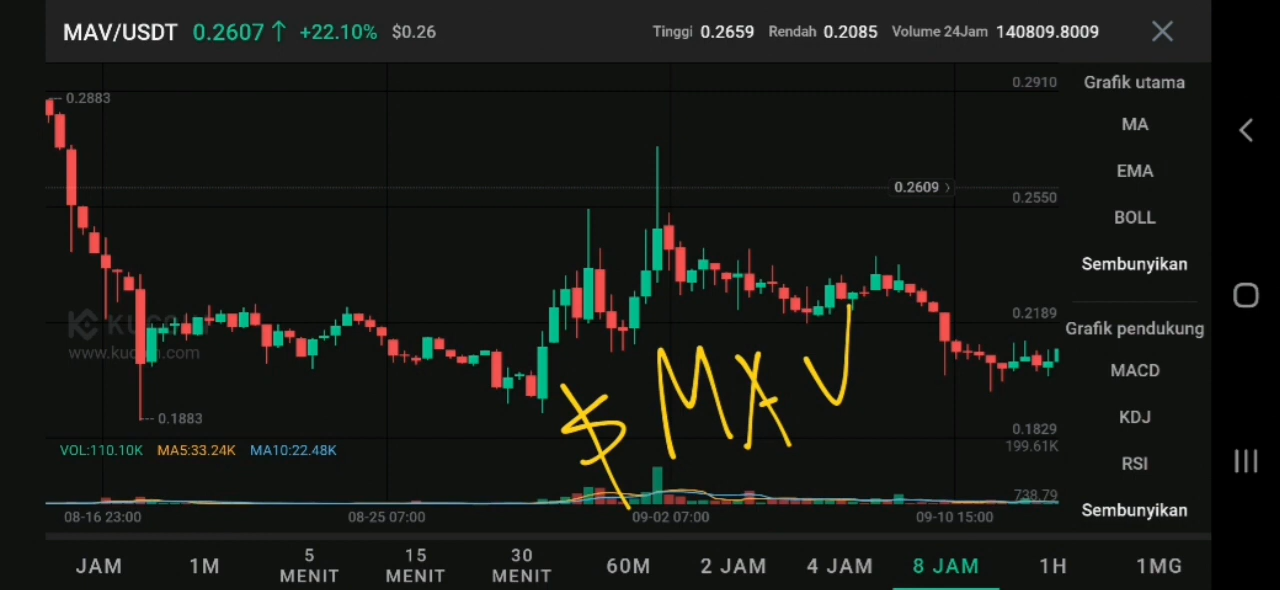 MAV/USDT 0.2607 ↑ +22.10% $0.26 Tinggi 0.2659 Rendah 0.2085 Volume 24Jam 140809.8009
0.2883
0.2910
Grafik utama
MA
EMA
BOLL
Sembunyikan
0.2609 >
0.2550
0.2189
Grafik pendukung
MACD
KDJ
RSI
Sembunyikan
www.kucoin.com
0.1883
$ MAV
0.1829
199.61K
VOL:110.10K MA5:33.24K MA10:22.48K
738.79
08-16 23:00 08-25 07:00 09-02 07:00 09-10 15:00
JAM 1M 5 MENIT 15 MENIT 30 MENIT 60M 2 JAM 4 JAM 8 JAM 1H 1MG